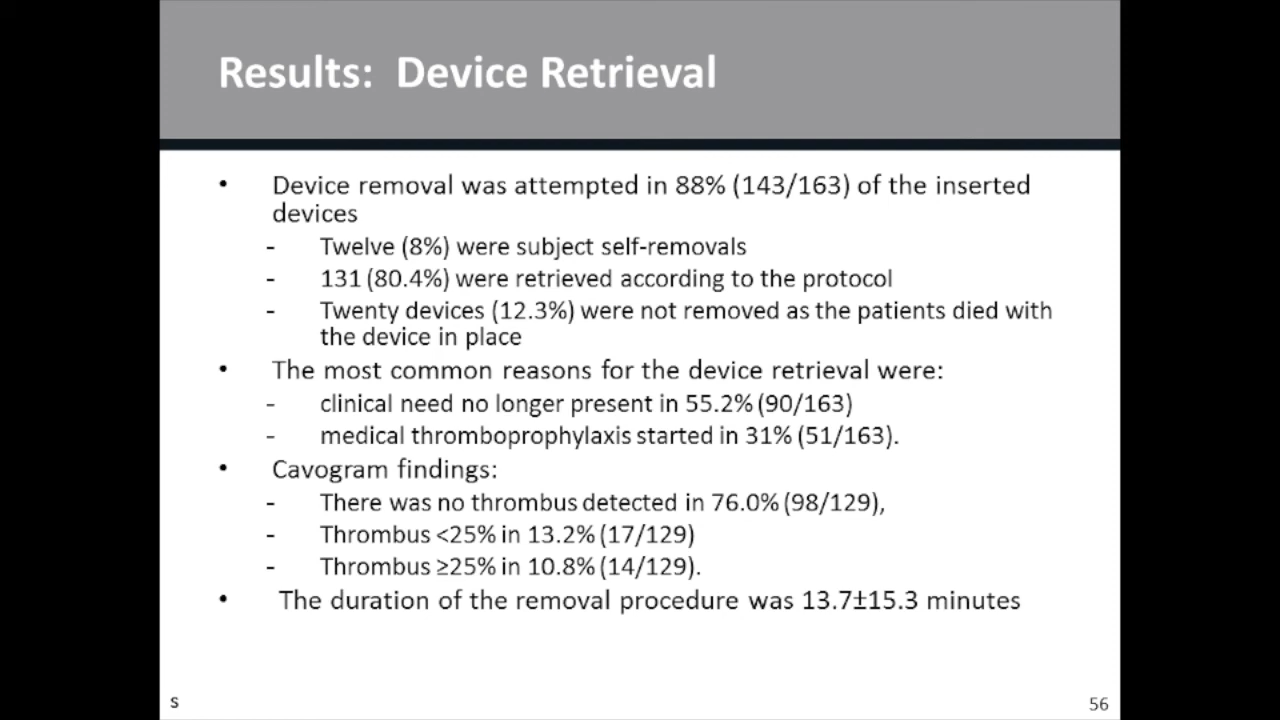 Results: Device Retrieval
• Device removal was attempted in 88% (143/163) of the inserted
devices
- Twelve (8%) were subject self-removals
- 131 (80.4%) were retrieved according to the protocol
- Twenty devices (12.3%) were not removed as the patients died with
the device in place
• The most common reasons for the device retrieval were:
- clinical need no longer present in 55.2% (90/163)
- medical thromboprophylaxis started in 31% (51/163).
• Cavogram findings:
- There was no thrombus detected in 76.0% (98/129),
- Thrombus <25% in 13.2% (17/129)
- Thrombus ≥25% in 10.8% (14/129).
• The duration of the removal procedure was 13.7±15.3 minutes
s
56